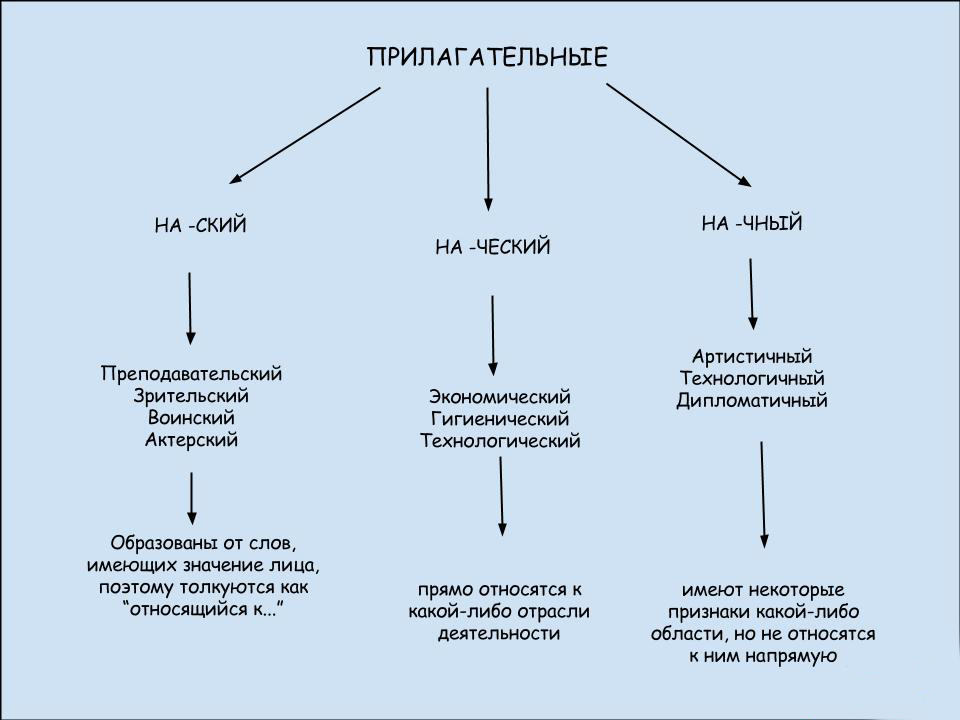 ПРИЛАГАТЕЛЬНЫЕ
НА -СКИЙ
Преподавательский
Зрительский
Воинский
Актерский
Образованы от слов,
имеющих значение лица,
поэтому толкуются как
“относящийся к...”
НА -ЧЕСКИЙ
Экономический
Гигиенический
Технологический
прямо относятся к
какой-либо отрасли
деятельности
НА -ЧНЫЙ
Артистичный
Технологичный
Дипломатичный
имеют некоторые
признаки какой-либо
области, но не относятся
к ним напрямую